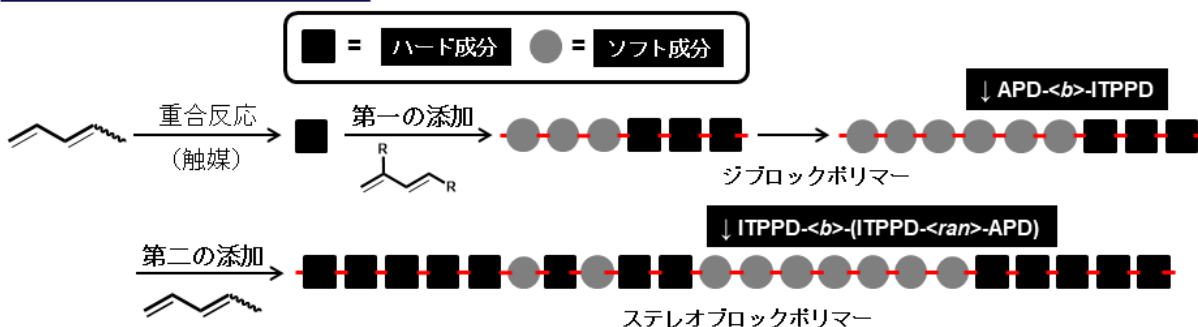 = ハード成分 = ソフト成分
↓ APD-<b>-ITPPD
重合反応
(触媒)
第一の添加
R
R
ジブロックポリマー
↓ ITPPD-<b>-(ITPPD-<ran>-APD)
第二の添加
ステレオブロックポリマー